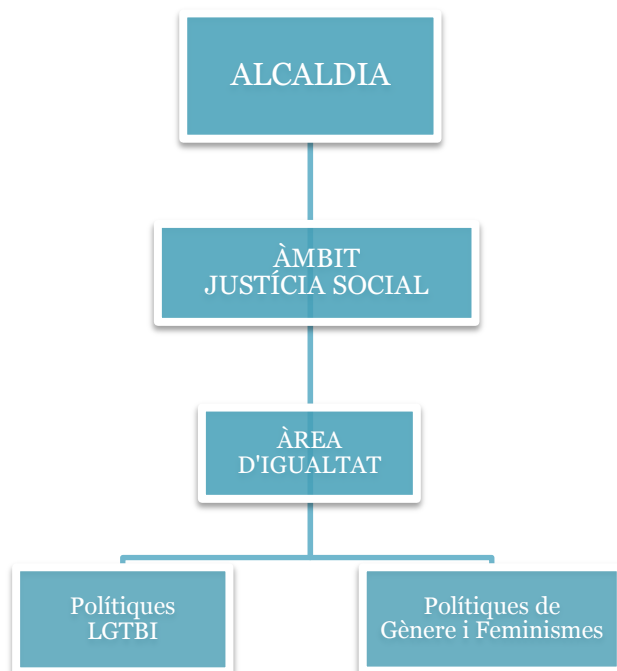 ALCALDIA
ÀMBIT
JUSTÍCIA SOCIAL
ÀREA
D'IGUALTAT
Polítiques
LGTBI
Polítiques de
Gènere i Feminismes